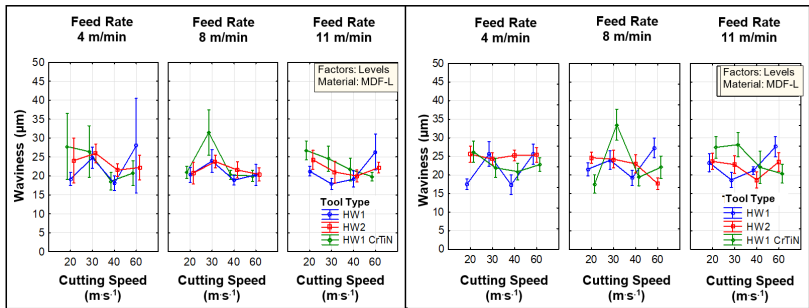 Feed Rate
4 m/min
Feed Rate
8 m/min
Feed Rate
11 m/min
Feed Rate
4 m/min
Feed Rate
8 m/min
Feed Rate
11 m/min
Factors: Levels
Material: MDF-L
Factors: Levels
Material: MDF-L
Waviness (µm)
50
45
40
35
30
25
20
15
10
5
0
Waviness (µm)
50
45
40
35
30
25
20
15
10
5
0
Tool Type
HW1
HW2
HW1 CrTiN
Tool Type
HW1
HW2
HW1 CrTiN
20 30 40 60
20 30 40 60
20 30 40 60
20 30 40 60
20 30 40 60
20 30 40 60
Cutting Speed
(m·s⁻¹)
Cutting Speed
(m·s⁻¹)
Cutting Speed
(m·s⁻¹)
Cutting Speed
(m·s⁻¹)
Cutting Speed
(m·s⁻¹)
Cutting Speed
(m·s⁻¹)